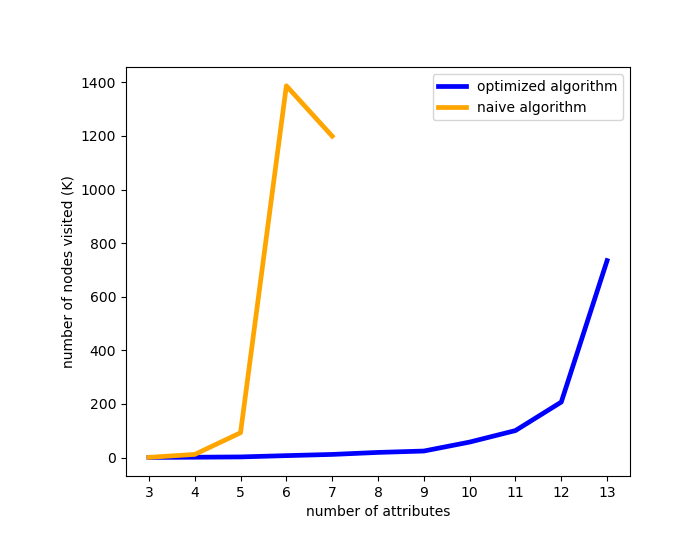 optimized algorithm
naive algorithm
number of nodes visited (K)
1400
1200
1000
800
600
400
200
0
3 4 5 6 7 8 9 10 11 12 13
number of attributes